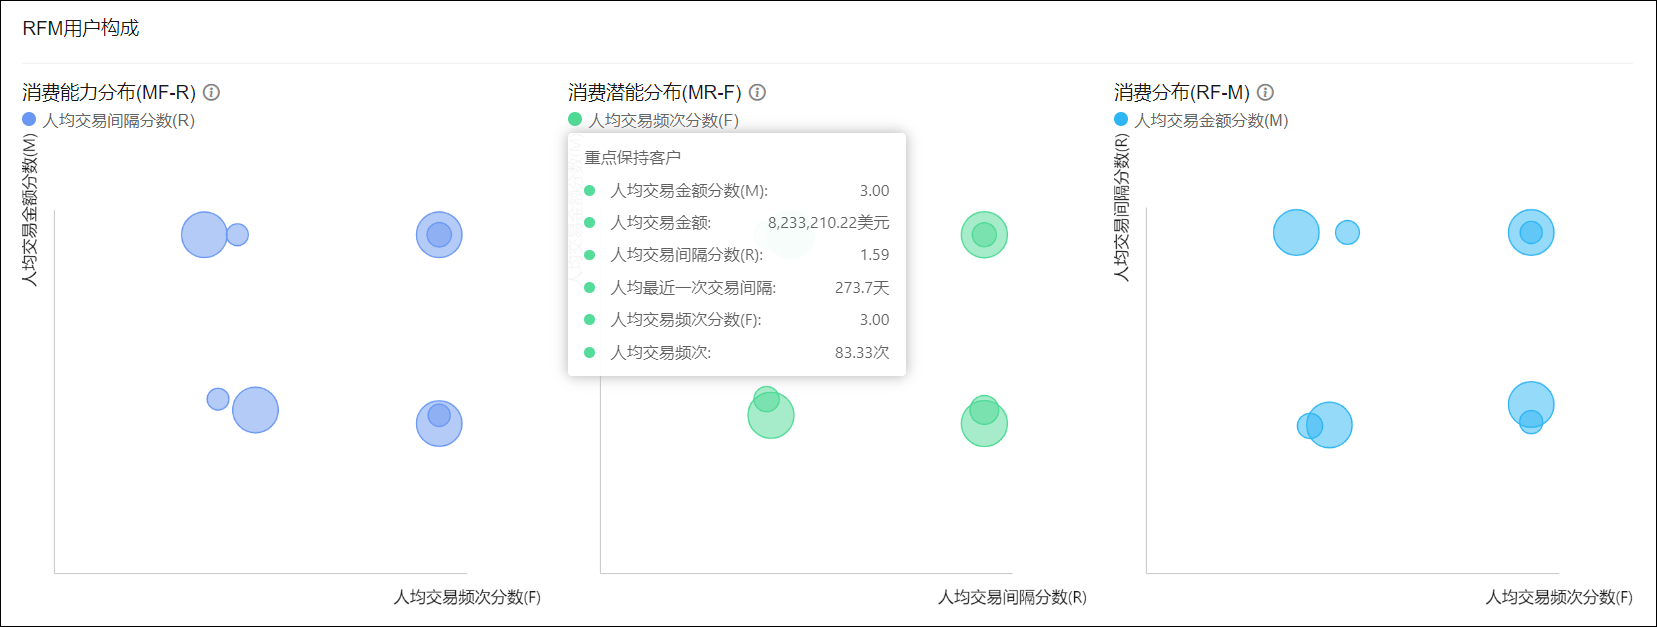 RFM用户构成
消费能力分布(MF-R)
人均交易间隔分数(R)
人均交易金额分数(M)
人均交易频次分数(F)
消费潜能分布(MR-F)
人均交易频次分数(F)
重点保持客户
人均交易金额分数(M): 3.00
人均交易金额: 8,233,210.22美元
人均交易间隔分数(R): 1.59
人均最近一次交易间隔: 273.7天
人均交易频次分数(F): 3.00
人均交易频次: 83.33次
人均交易间隔分数(R)
消费分布(RF-M)
人均交易金额分数(M)
人均交易间隔分数(R)
人均交易频次分数(F)